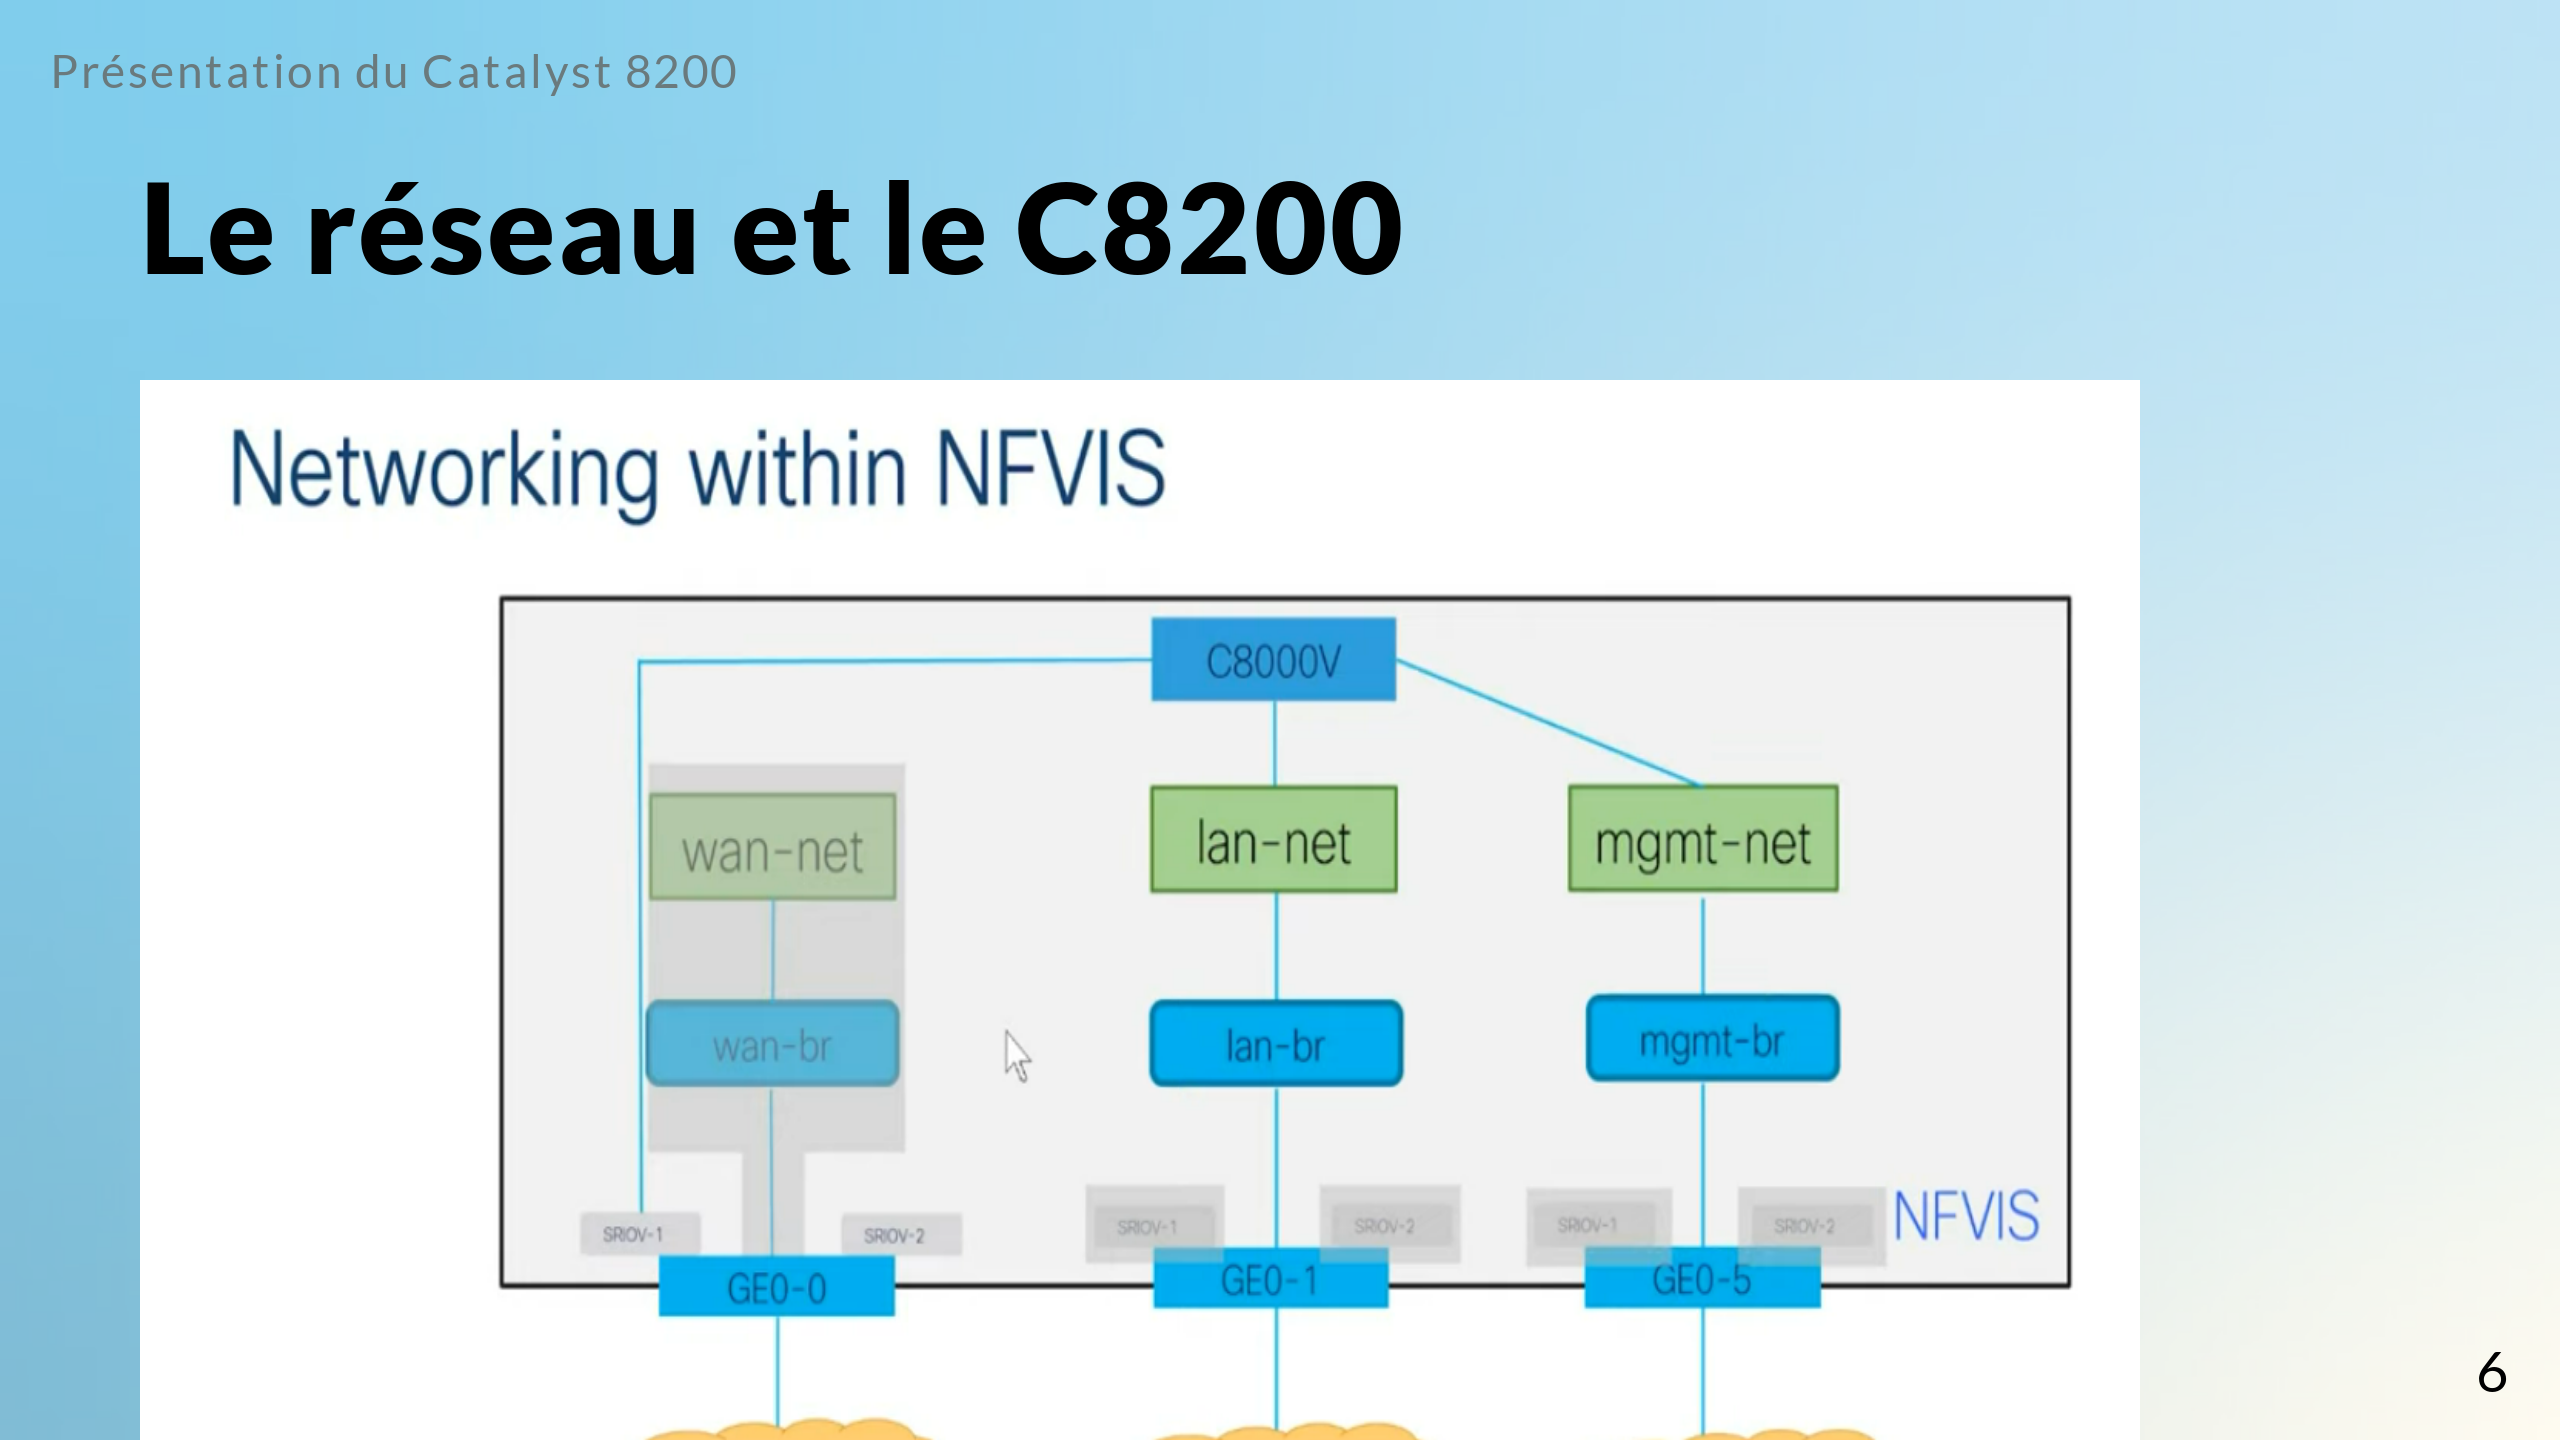 Présentation du Catalyst 8200
Le réseau et le C8200
Networking within NFVIS
C8000V
wan-net
lan-net
mgmt-net
wan-br
lan-br
mgmt-br
SRIOV-1
SRIOV-2
SRIOV-1
SRIOV-2
SRIOV-1
SRIOV-2
NFVIS
GE0-0
GE0-1
GE0-5
6